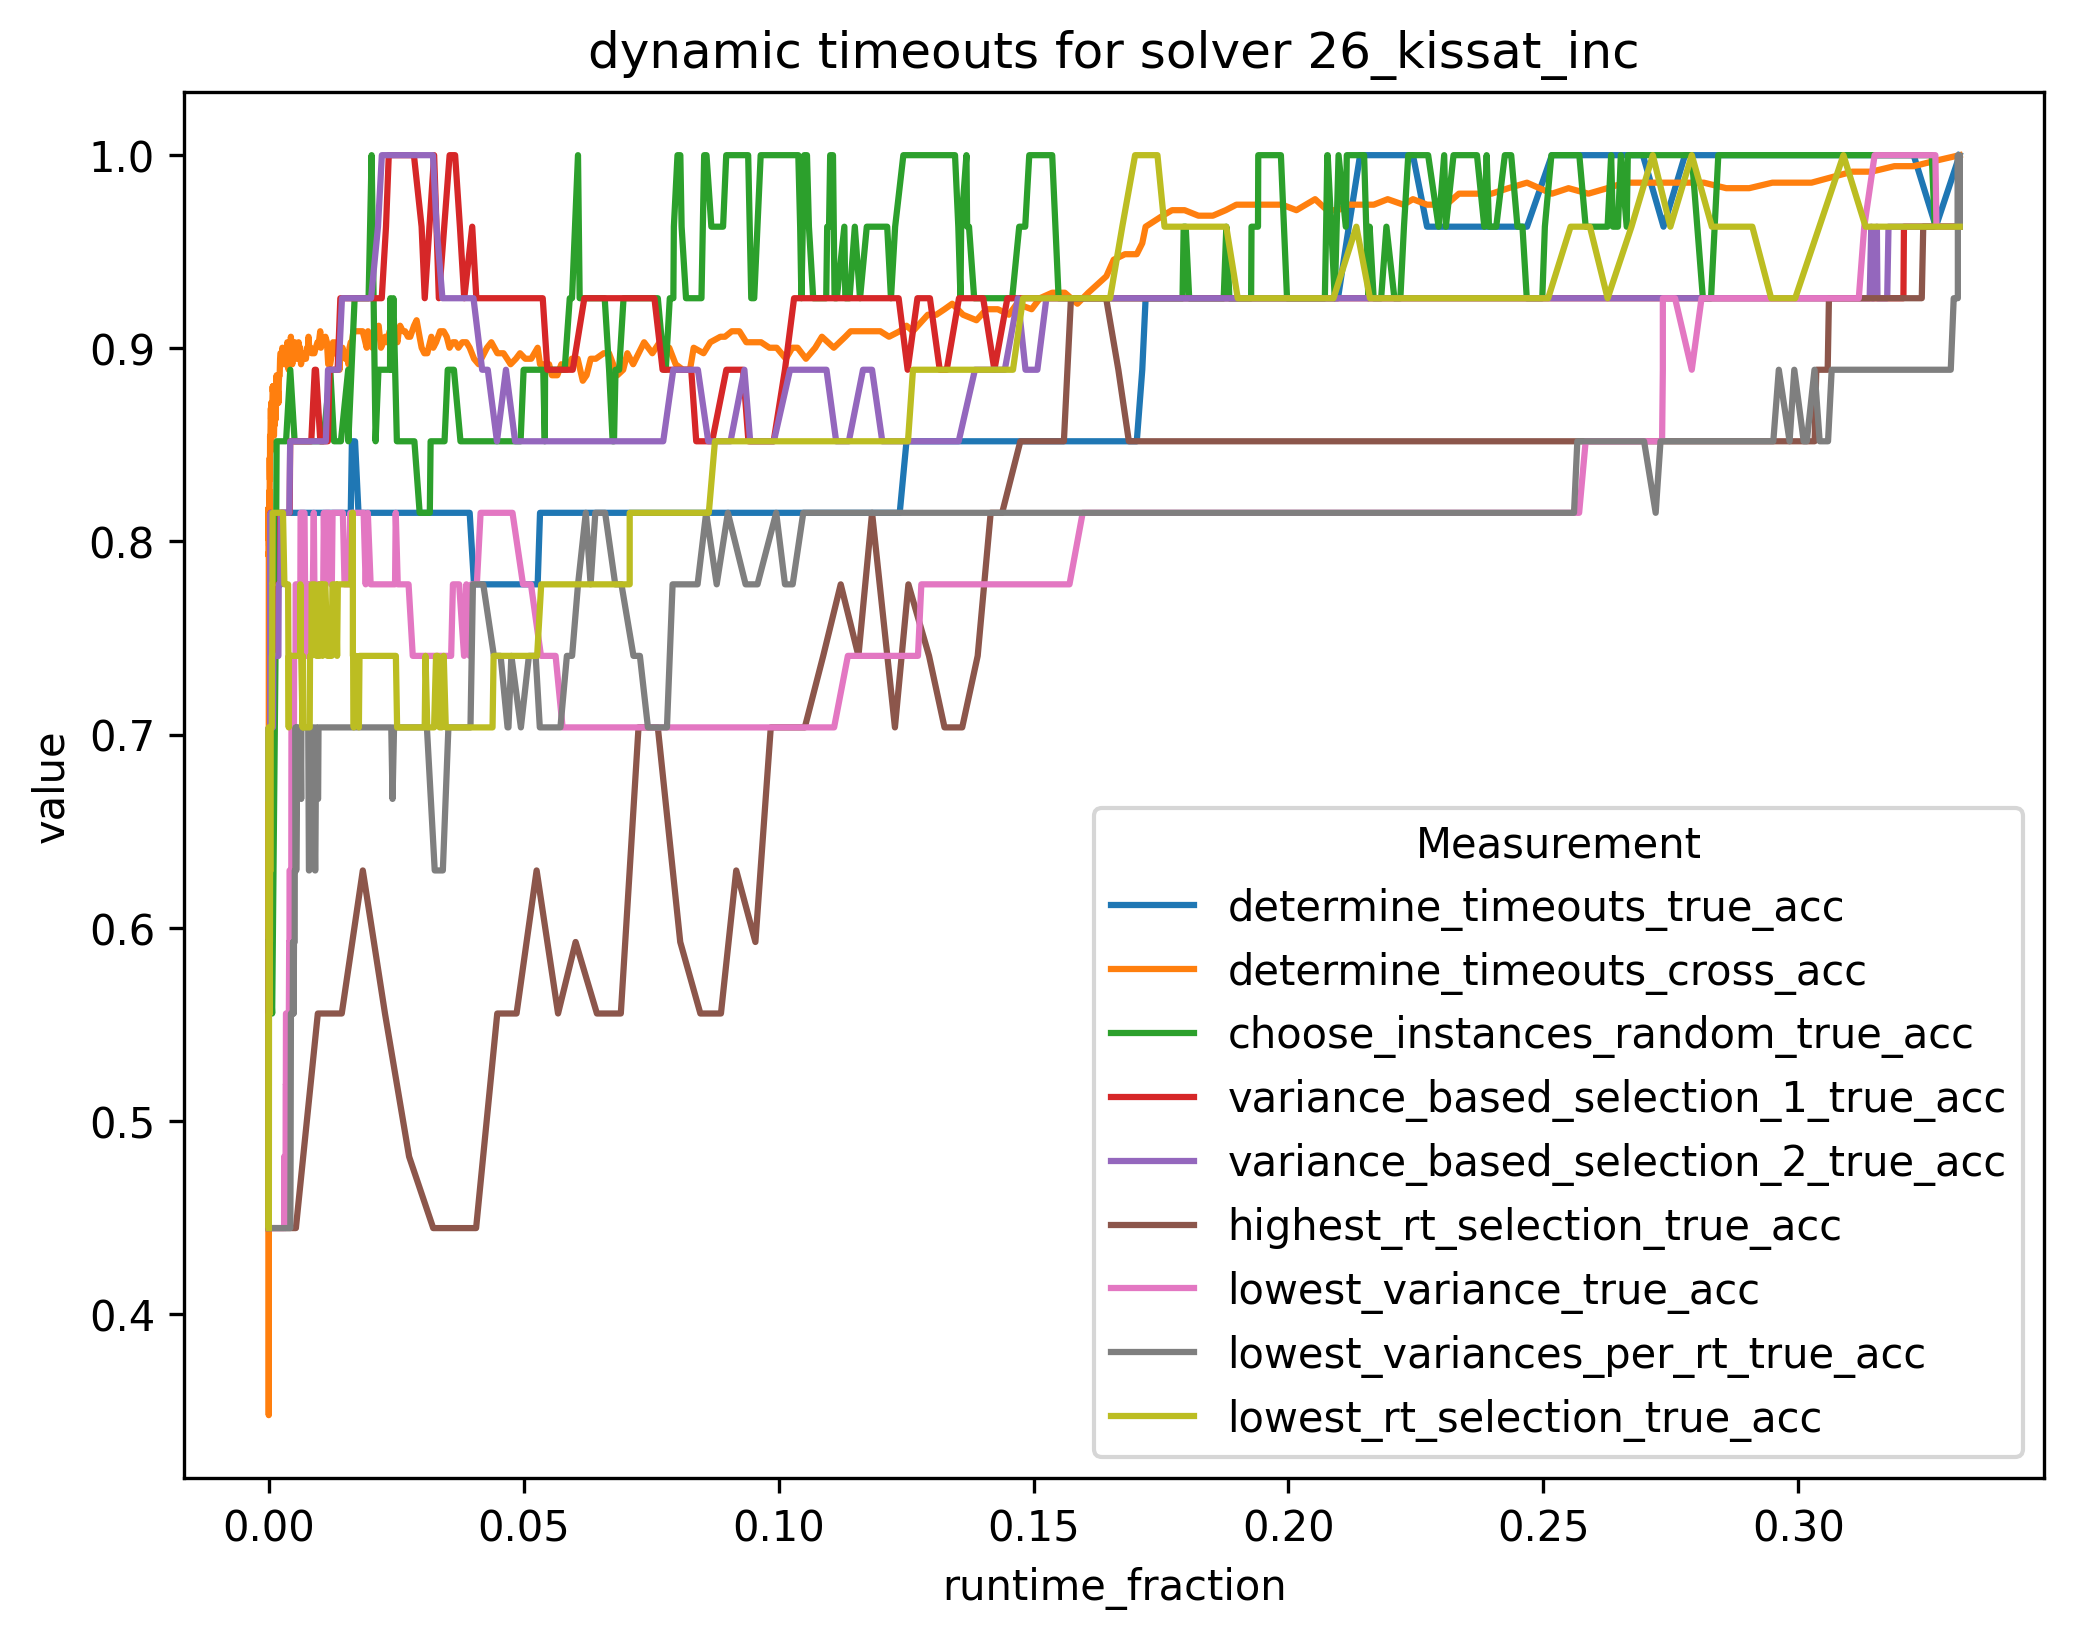 dynamic timeouts for solver 26_kissat_inc
1.0
0.9
0.8
0.7
0.6
0.5
0.4
value
0.00 0.05 0.10 0.15 0.20 0.25 0.30
runtime_fraction
Measurement
determine_timeouts_true_acc
determine_timeouts_cross_acc
choose_instances_random_true_acc
variance_based_selection_1_true_acc
variance_based_selection_2_true_acc
highest_rt_selection_true_acc
lowest_variance_true_acc
lowest_variances_per_rt_true_acc
lowest_rt_selection_true_acc